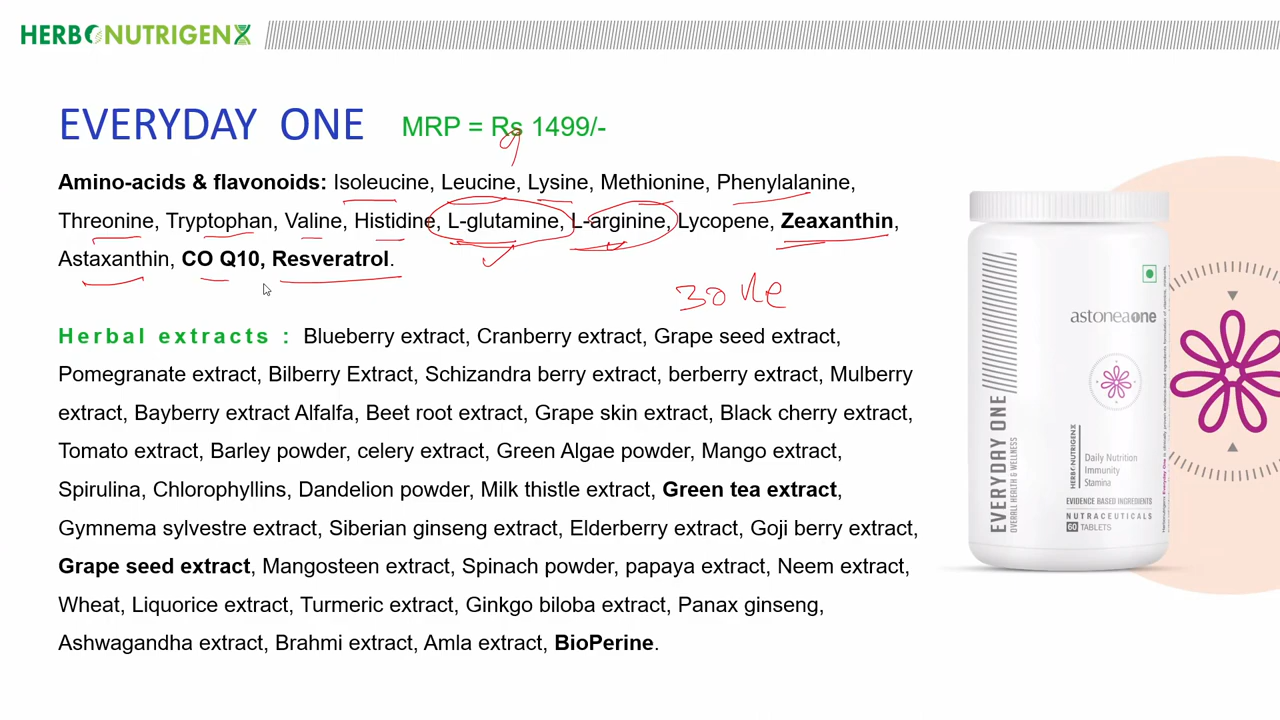 HERBONUTRIGENX
EVERYDAY ONE MRP = Rs 1499/-
9
Amino-acids & flavonoids: Isoleucine, Leucine, Lysine, Methionine, Phenylalanine,
Threonine, Tryptophan, Valine, Histidine, L-glutamine, L-arginine, Lycopene, Zeaxanthin,
Astaxanthin, CO Q10, Resveratrol.
30
Herbal extracts : Blueberry extract, Cranberry extract, Grape seed extract,
Pomegranate extract, Bilberry Extract, Schizandra berry extract, berberry extract, Mulberry
extract, Bayberry extract Alfalfa, Beet root extract, Grape skin extract, Black cherry extract,
Tomato extract, Barley powder, celery extract, Green Algae powder, Mango extract,
Spirulina, Chlorophyllins, Dandelion powder, Milk thistle extract, Green tea extract,
Gymnema sylvestre extract, Siberian ginseng extract, Elderberry extract, Goji berry extract,
Grape seed extract, Mangosteen extract, Spinach powder, papaya extract, Neem extract,
Wheat, Liquorice extract, Turmeric extract, Ginkgo biloba extract, Panax ginseng,
Ashwagandha extract, Brahmi extract, Amla extract, BioPerine.
astoneaone
EVERYDAY ONE
OVERALL HEALTH & WELLNESS
HERBONUTRIGENX
Daily Nutrition
Immunity
Stamina
EVIDENCE BASED INGREDIENTS
NUTRACEUTICALS
60 TABLETS